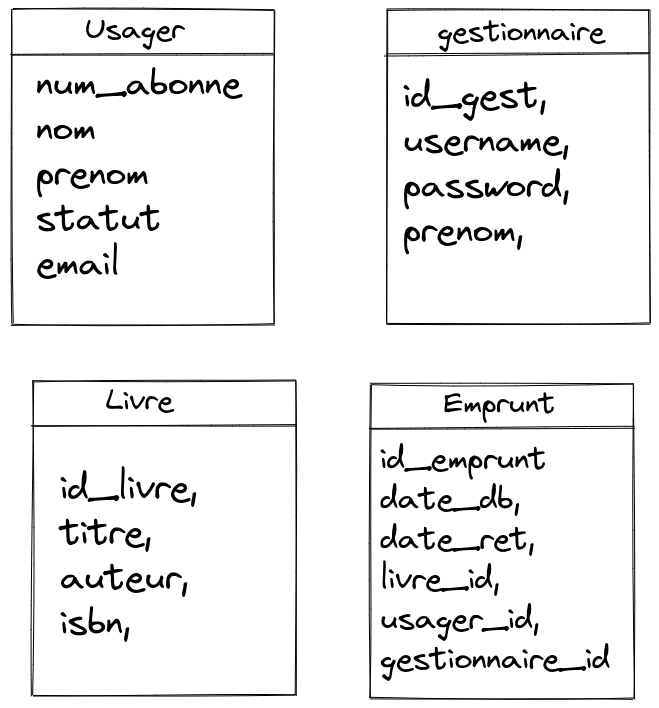 Usager
num_abonne
nom
prenom
statut
email
gestionnaire
id_gest,
username,
password,
prenom,
Livre
id_livre,
titre,
auteur,
isbn,
Emprunt
id_emprunt
date_db,
date_ret,
livre_id,
usager_id,
gestionnaire_id